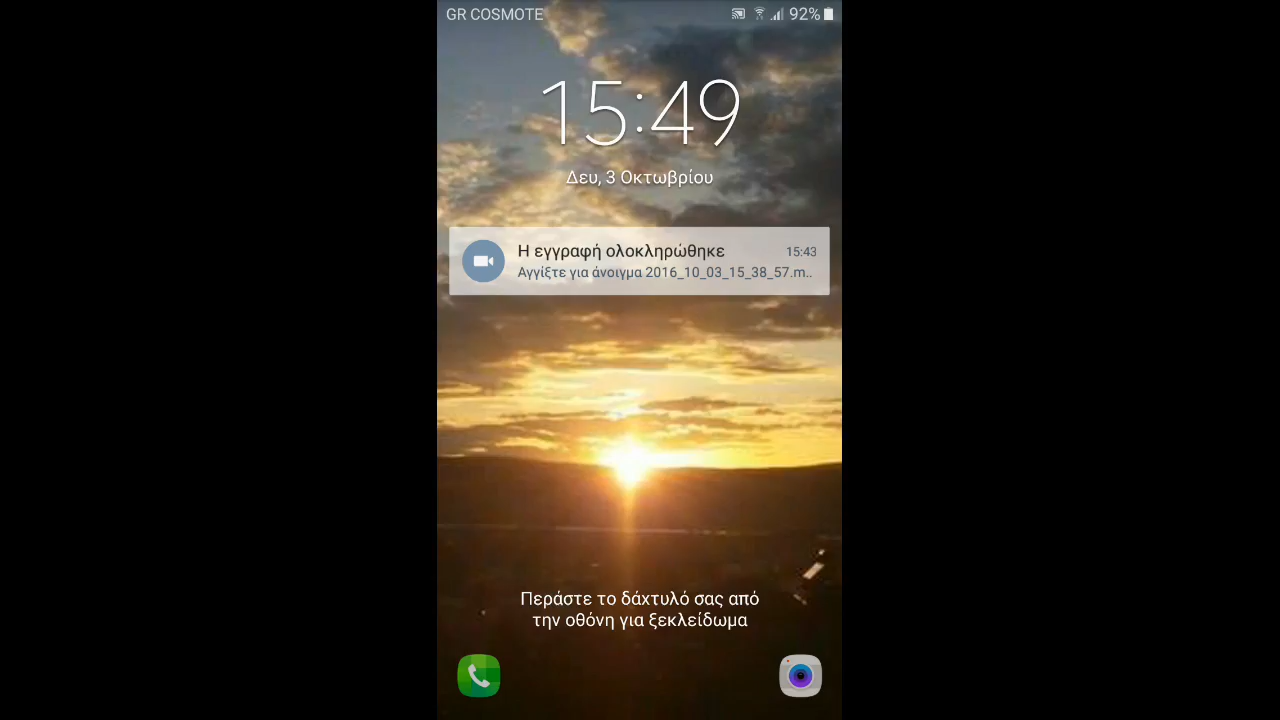 GR COSMOTE 92%
15:49
Δευ, 3 Οκτωβρίου
Η εγγραφή ολοκληρώθηκε 15:43
Αγγίξτε για άνοιγμα 2016_10_03_15_38_57.m..
Περάστε το δάχτυλό σας από
την οθόνη για ξεκλείδωμα